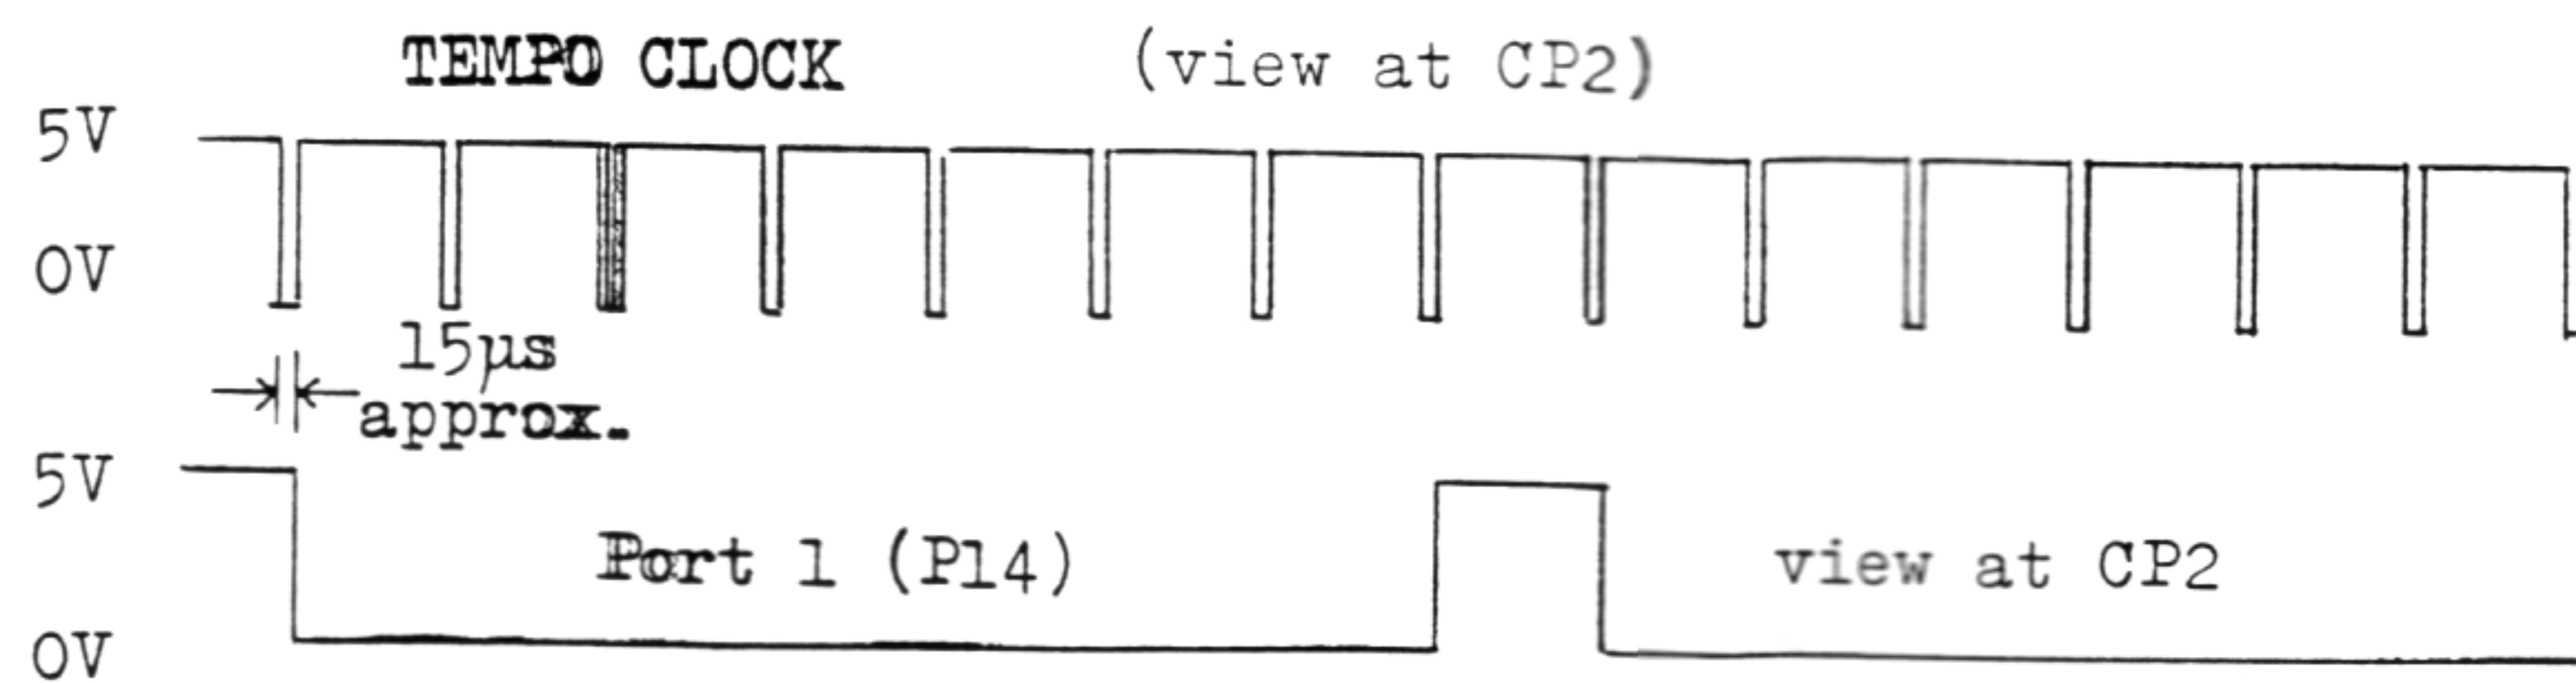 TEMPO CLOCK (view at CP2)
5V
0V
15µs
approx.
5V
Port 1 (P14) view at CP2
0V